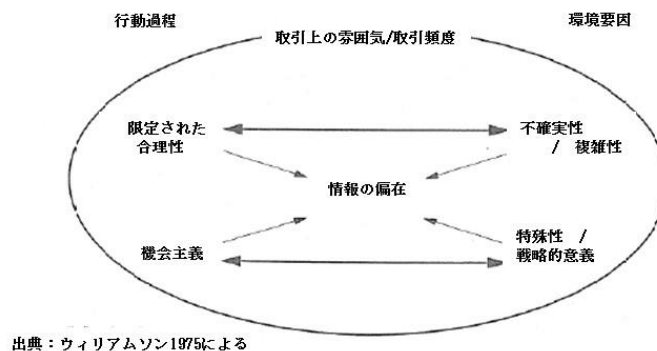 行動過程
環境要因
取引上の雰囲気/取引頻度
限定された
合理性
不確実性
/ 複雑性
情報の偏在
機会主義
特殊性 /
戦略的意義
出典：ウィリアムソン1975による